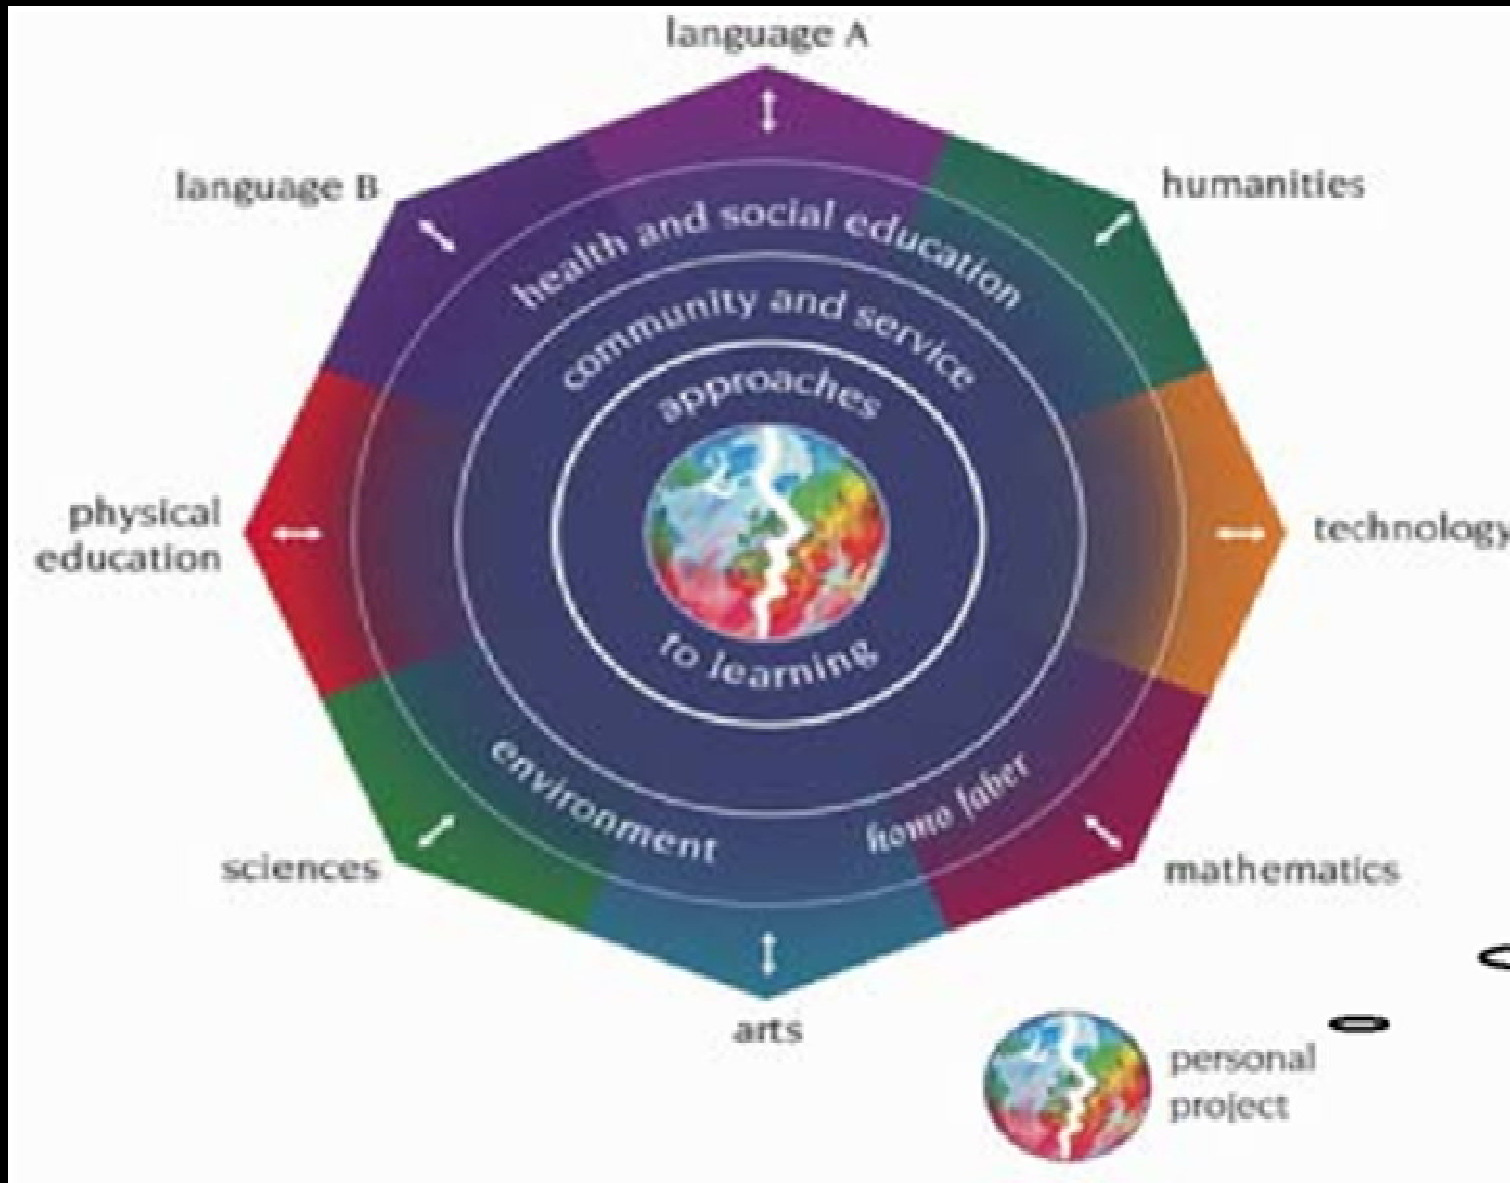 language A
language B
humanities
health and social education
community and service
approaches
to learning
physical
education
technology
environment
homo faber
sciences
mathematics
arts
personal
project